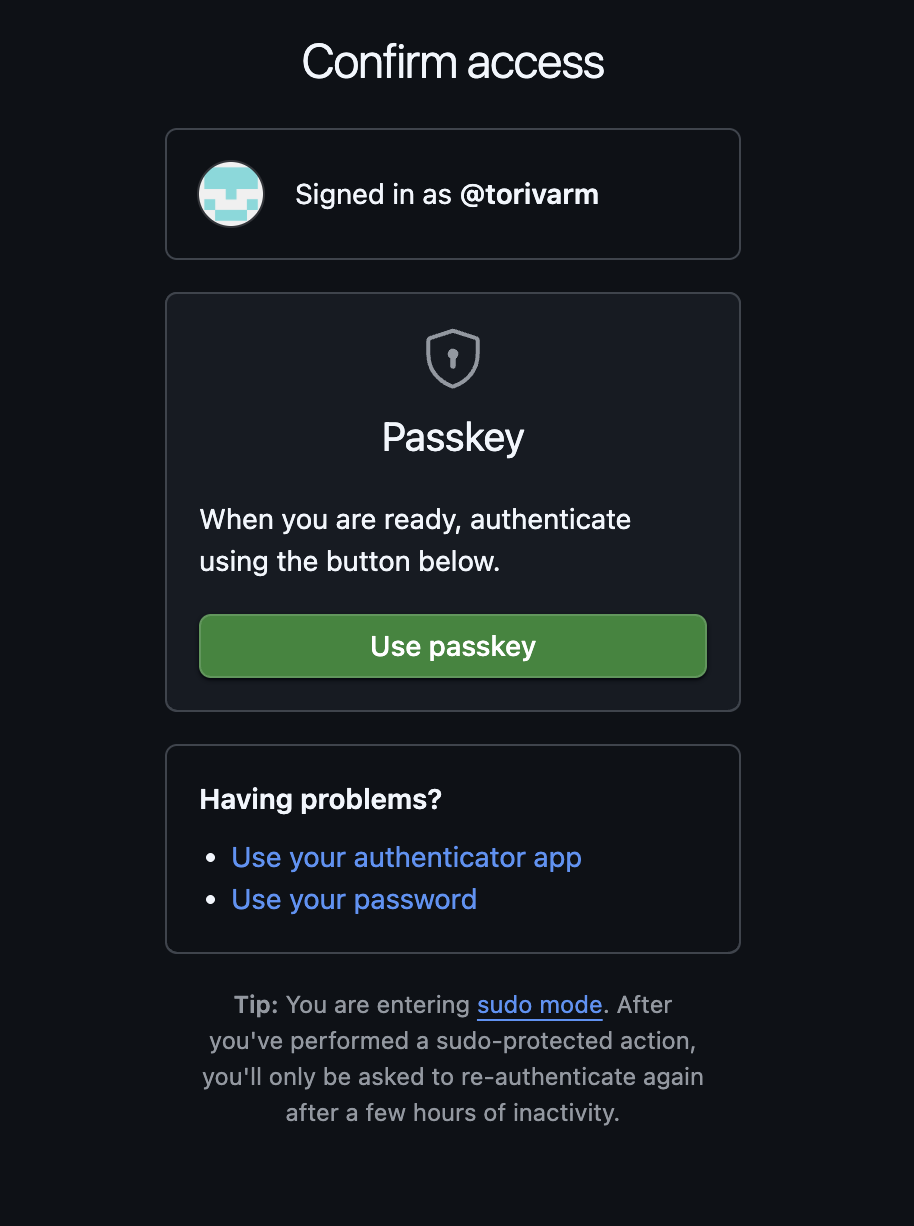 Confirm access
Signed in as @torivarm
Passkey
When you are ready, authenticate
using the button below.
Use passkey
Having problems?
• Use your authenticator app
• Use your password
Tip: You are entering sudo mode. After
you've performed a sudo-protected action,
you'll only be asked to re-authenticate again
after a few hours of inactivity.